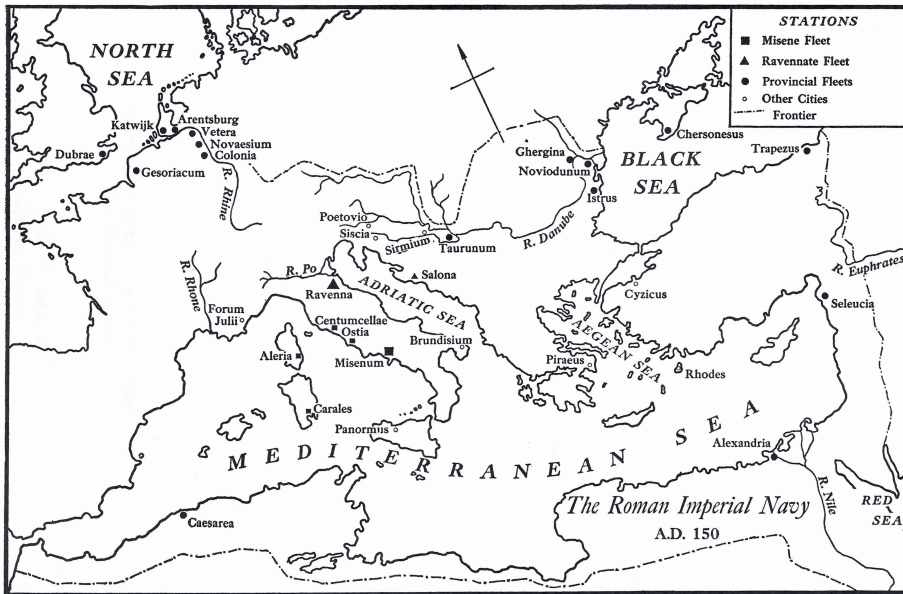 STATIONS
Misene Fleet
Ravennate Fleet
Provincial Fleets
Other Cities
Frontier
NORTH
SEA
Katwijk
Arentsburg
Vetera
Novaesium
Colonia
Dubrae
Gesoriacum
R. Rhine
Chersonesus
Trapezus
Ghergina
Noviodunum
BLACK
SEA
Istrus
Poetovio
Siscia
Sirmium
Taurunum
R. Danube
R. Euphrates
R. Rhone
R. Po
Ravenna
Salona
ADRIATIC SEA
Cyzicus
Seleucia
Forum
Julii
Centumcellae
Ostia
Brundisium
AEGEAN SEA
Aleria
Misenum
Piraeus
Rhodes
Carales
Panormus
MEDITERRANEAN SEA
Alexandria
R. Nile
RED
SEA
Caesarea
The Roman Imperial Navy
A.D. 150